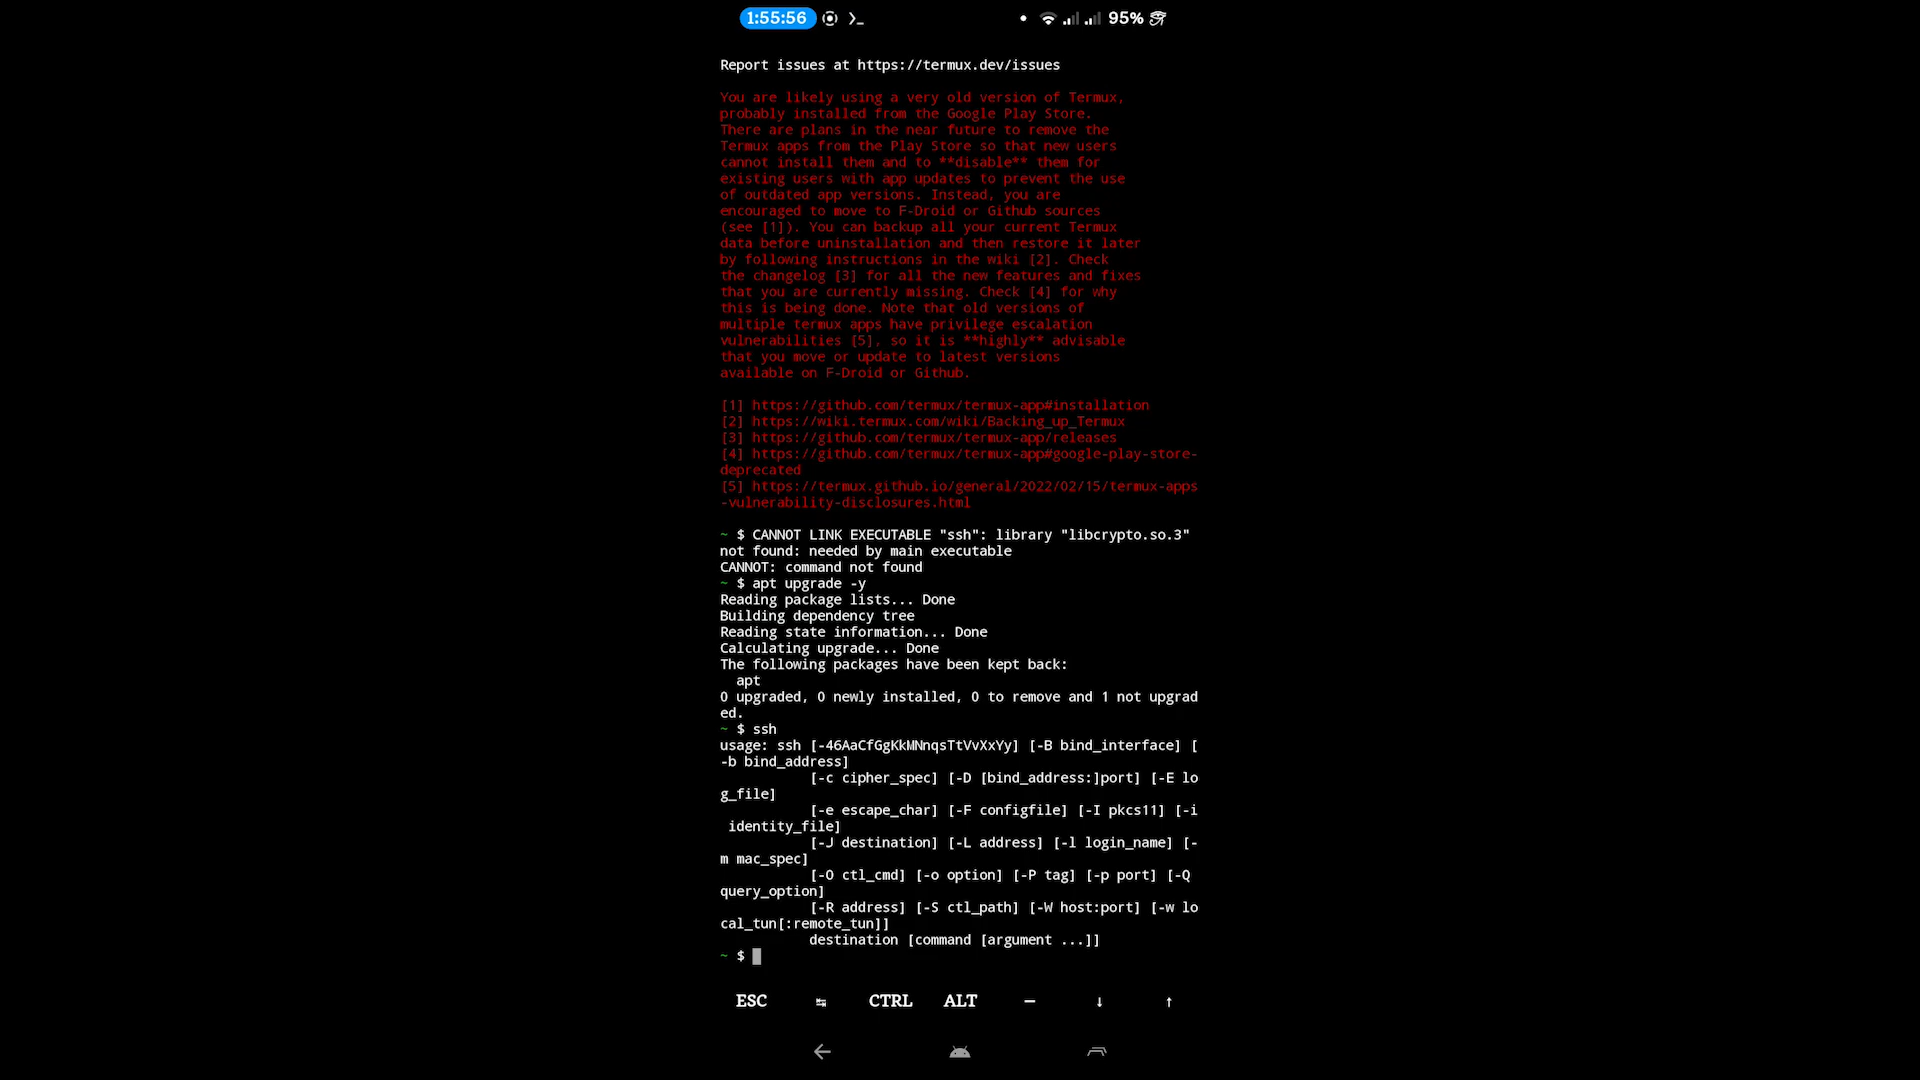 1:55:56 95%
Report issues at https://termux.dev/issues
You are likely using a very old version of Termux,
probably installed from the Google Play Store.
There are plans in the near future to remove the
Termux apps from the Play Store so that new users
cannot install them and to **disable** them for
existing users with app updates to prevent the use
of outdated app versions. Instead, you are
encouraged to move to F-Droid or Github sources
(see [1]). You can backup all your current Termux
data before uninstallation and then restore it later
by following instructions in the wiki [2]. Check
the changelog [3] for all the new features and fixes
that you are currently missing. Check [4] for why
this is being done. Note that old versions of
multiple termux apps have privilege escalation
vulnerabilities [5], so it is **highly** advisable
that you move or update to latest versions
available on F-Droid or Github.
[1] https://github.com/termux/termux-app#installation
[2] https://wiki.termux.com/wiki/Backing_up_Termux
[3] https://github.com/termux/termux-app/releases
[4] https://github.com/termux/termux-app#google-play-store-
deprecated
[5] https://termux.github.io/general/2022/02/15/termux-apps
-vulnerability-disclosures.html
~ $ CANNOT LINK EXECUTABLE "ssh": library "libcrypto.so.3"
not found: needed by main executable
CANNOT: command not found
~ $ apt upgrade -y
Reading package lists... Done
Building dependency tree
Reading state information... Done
Calculating upgrade... Done
The following packages have been kept back:
  apt
0 upgraded, 0 newly installed, 0 to remove and 1 not upgrad
ed.
~ $ ssh
usage: ssh [-46AaCfGgKkMNnqsTtVvXxYy] [-B bind_interface] [
-b bind_address]
           [-c cipher_spec] [-D [bind_address:]port] [-E lo
g_file]
           [-e escape_char] [-F configfile] [-I pkcs11] [-i
 identity_file]
           [-J destination] [-L address] [-l login_name] [-
m mac_spec]
           [-O ctl_cmd] [-o option] [-P tag] [-p port] [-Q
query_option]
           [-R address] [-S ctl_path] [-W host:port] [-w lo
cal_tun[:remote_tun]]
           destination [command [argument ...]]
~ $
ESC ↹ CTRL ALT — ↓ ↑